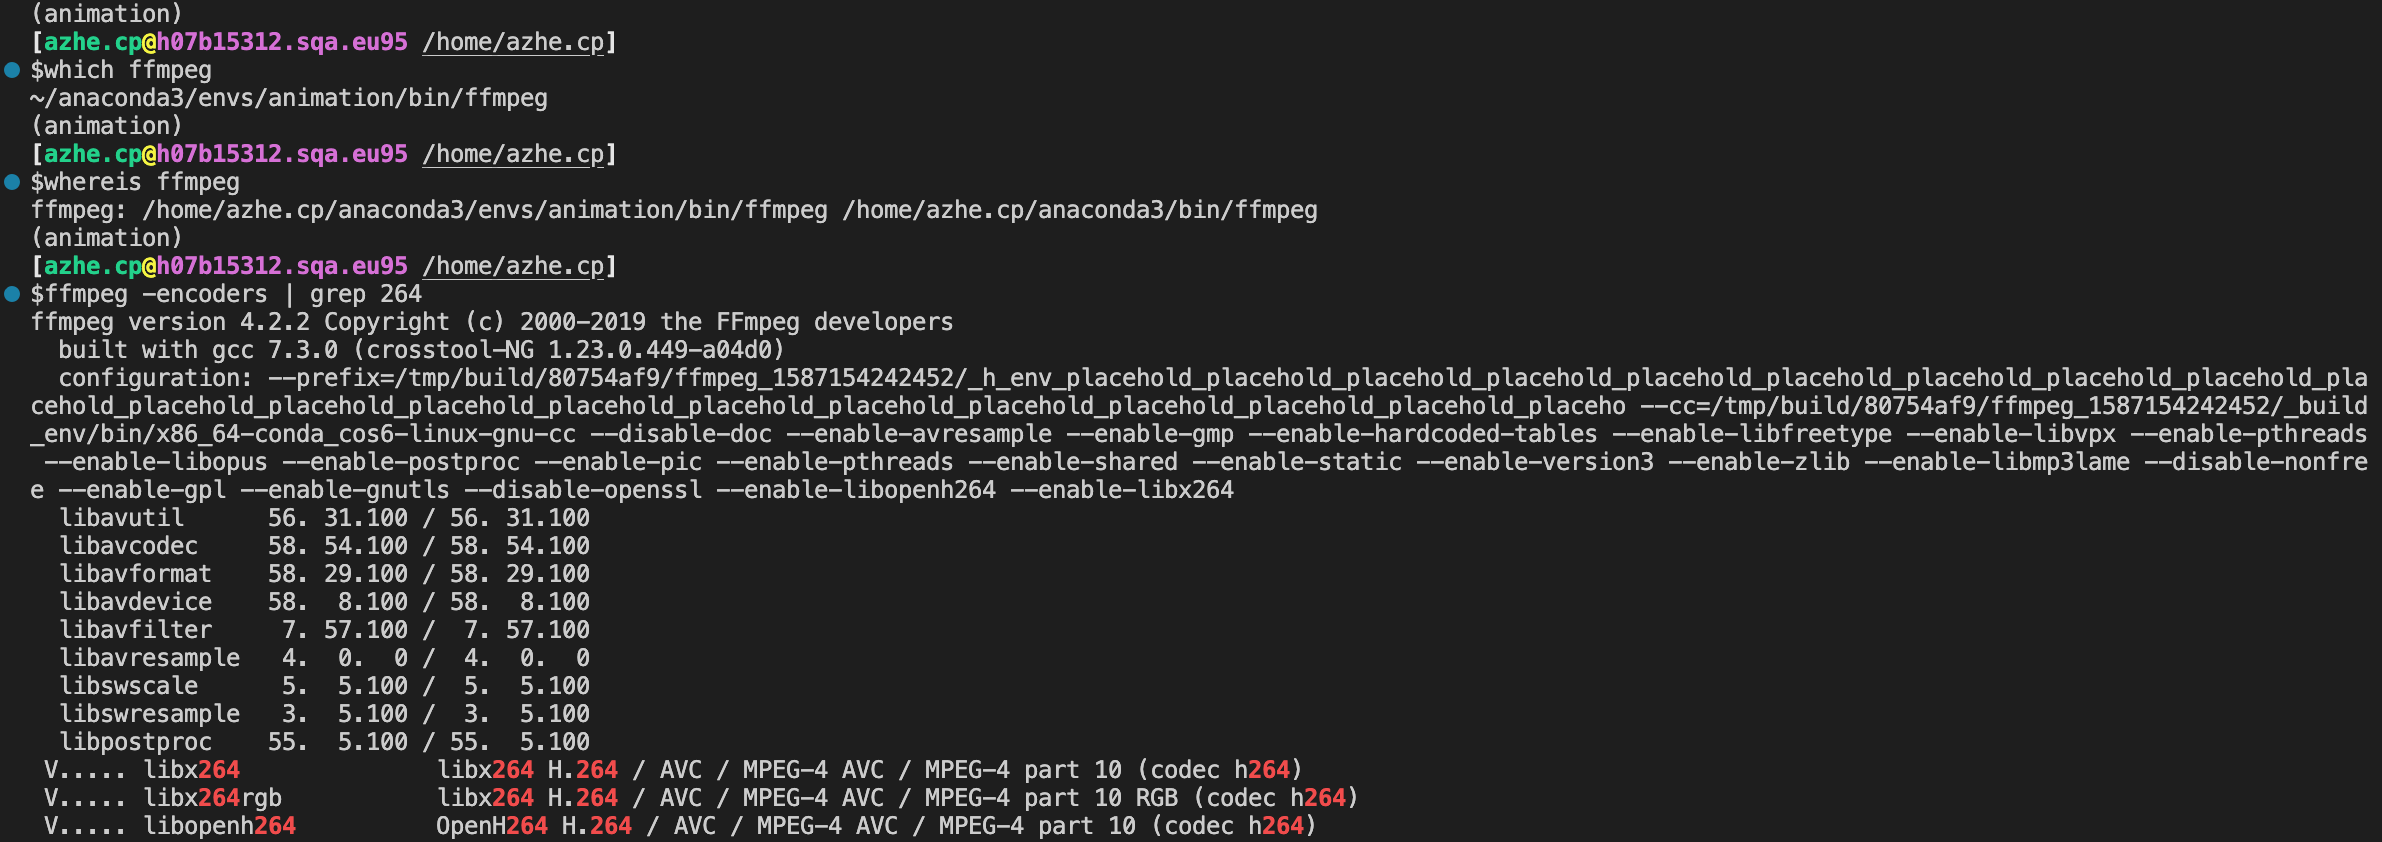 (animation)
[azhe.cp@h07b15312.sqa.eu95 /home/azhe.cp]
$which ffmpeg
~/anaconda3/envs/animation/bin/ffmpeg
(animation)
[azhe.cp@h07b15312.sqa.eu95 /home/azhe.cp]
$whereis ffmpeg
ffmpeg: /home/azhe.cp/anaconda3/envs/animation/bin/ffmpeg /home/azhe.cp/anaconda3/bin/ffmpeg
(animation)
[azhe.cp@h07b15312.sqa.eu95 /home/azhe.cp]
$ffmpeg -encoders | grep 264
ffmpeg version 4.2.2 Copyright (c) 2000-2019 the FFmpeg developers
  built with gcc 7.3.0 (crosstool-NG 1.23.0.449-a04d0)
  configuration: --prefix=/tmp/build/80754af9/ffmpeg_1587154242452/_h_env_placehold_placehold_placehold_placehold_placehold_placehold_placehold_placehold_placehold_pla
cehold_placehold_placehold_placehold_placehold_placehold_placehold_placehold_placehold_placehold_placehold_placeho --cc=/tmp/build/80754af9/ffmpeg_1587154242452/_build
_env/bin/x86_64-conda_cos6-linux-gnu-cc --disable-doc --enable-avresample --enable-gmp --enable-hardcoded-tables --enable-libfreetype --enable-libvpx --enable-pthreads
 --enable-libopus --enable-postproc --enable-pic --enable-pthreads --enable-shared --enable-static --enable-version3 --enable-zlib --enable-libmp3lame --disable-nonfre
e --enable-gpl --enable-gnutls --disable-openssl --enable-libopenh264 --enable-libx264
  libavutil      56. 31.100 / 56. 31.100
  libavcodec     58. 54.100 / 58. 54.100
  libavformat    58. 29.100 / 58. 29.100
  libavdevice    58.  8.100 / 58.  8.100
  libavfilter     7. 57.100 /  7. 57.100
  libavresample   4.  0.  0 /  4.  0.  0
  libswscale      5.  5.100 /  5.  5.100
  libswresample   3.  5.100 /  3.  5.100
  libpostproc    55.  5.100 / 55.  5.100
 V..... libx264              libx264 H.264 / AVC / MPEG-4 AVC / MPEG-4 part 10 (codec h264)
 V..... libx264rgb           libx264 H.264 / AVC / MPEG-4 AVC / MPEG-4 part 10 RGB (codec h264)
 V..... libopenh264          OpenH264 H.264 / AVC / MPEG-4 AVC / MPEG-4 part 10 (codec h264)